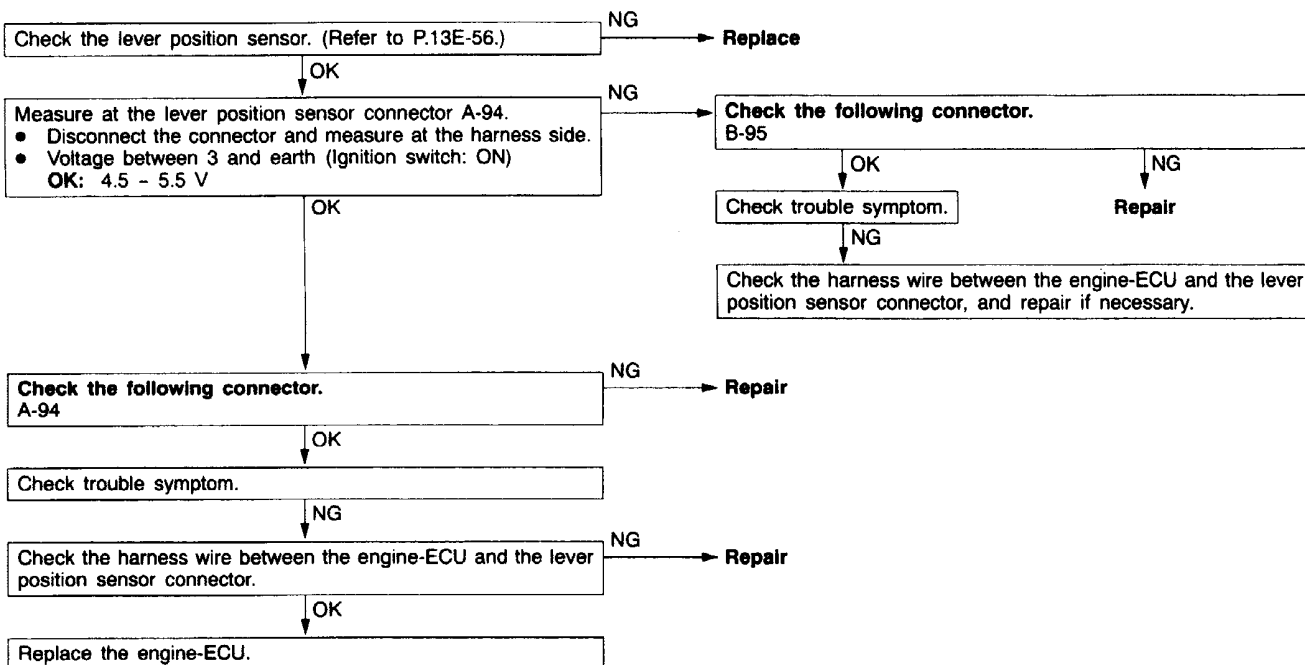 NG
Check the lever position sensor. (Refer to P.13E-56.)
Replace
OK
Measure at the lever position sensor connector A-94.
● Disconnect the connector and measure at the harness side.
● Voltage between 3 and earth (Ignition switch: ON)
OK: 4.5 – 5.5 V
NG
Check the following connector.
B-95
OK
NG
Check trouble symptom.
Repair
NG
Check the harness wire between the engine-ECU and the lever
position sensor connector, and repair if necessary.
OK
Check the following connector.
A-94
NG
Repair
OK
Check trouble symptom.
NG
Check the harness wire between the engine-ECU and the lever
position sensor connector.
NG
Repair
OK
Replace the engine-ECU.